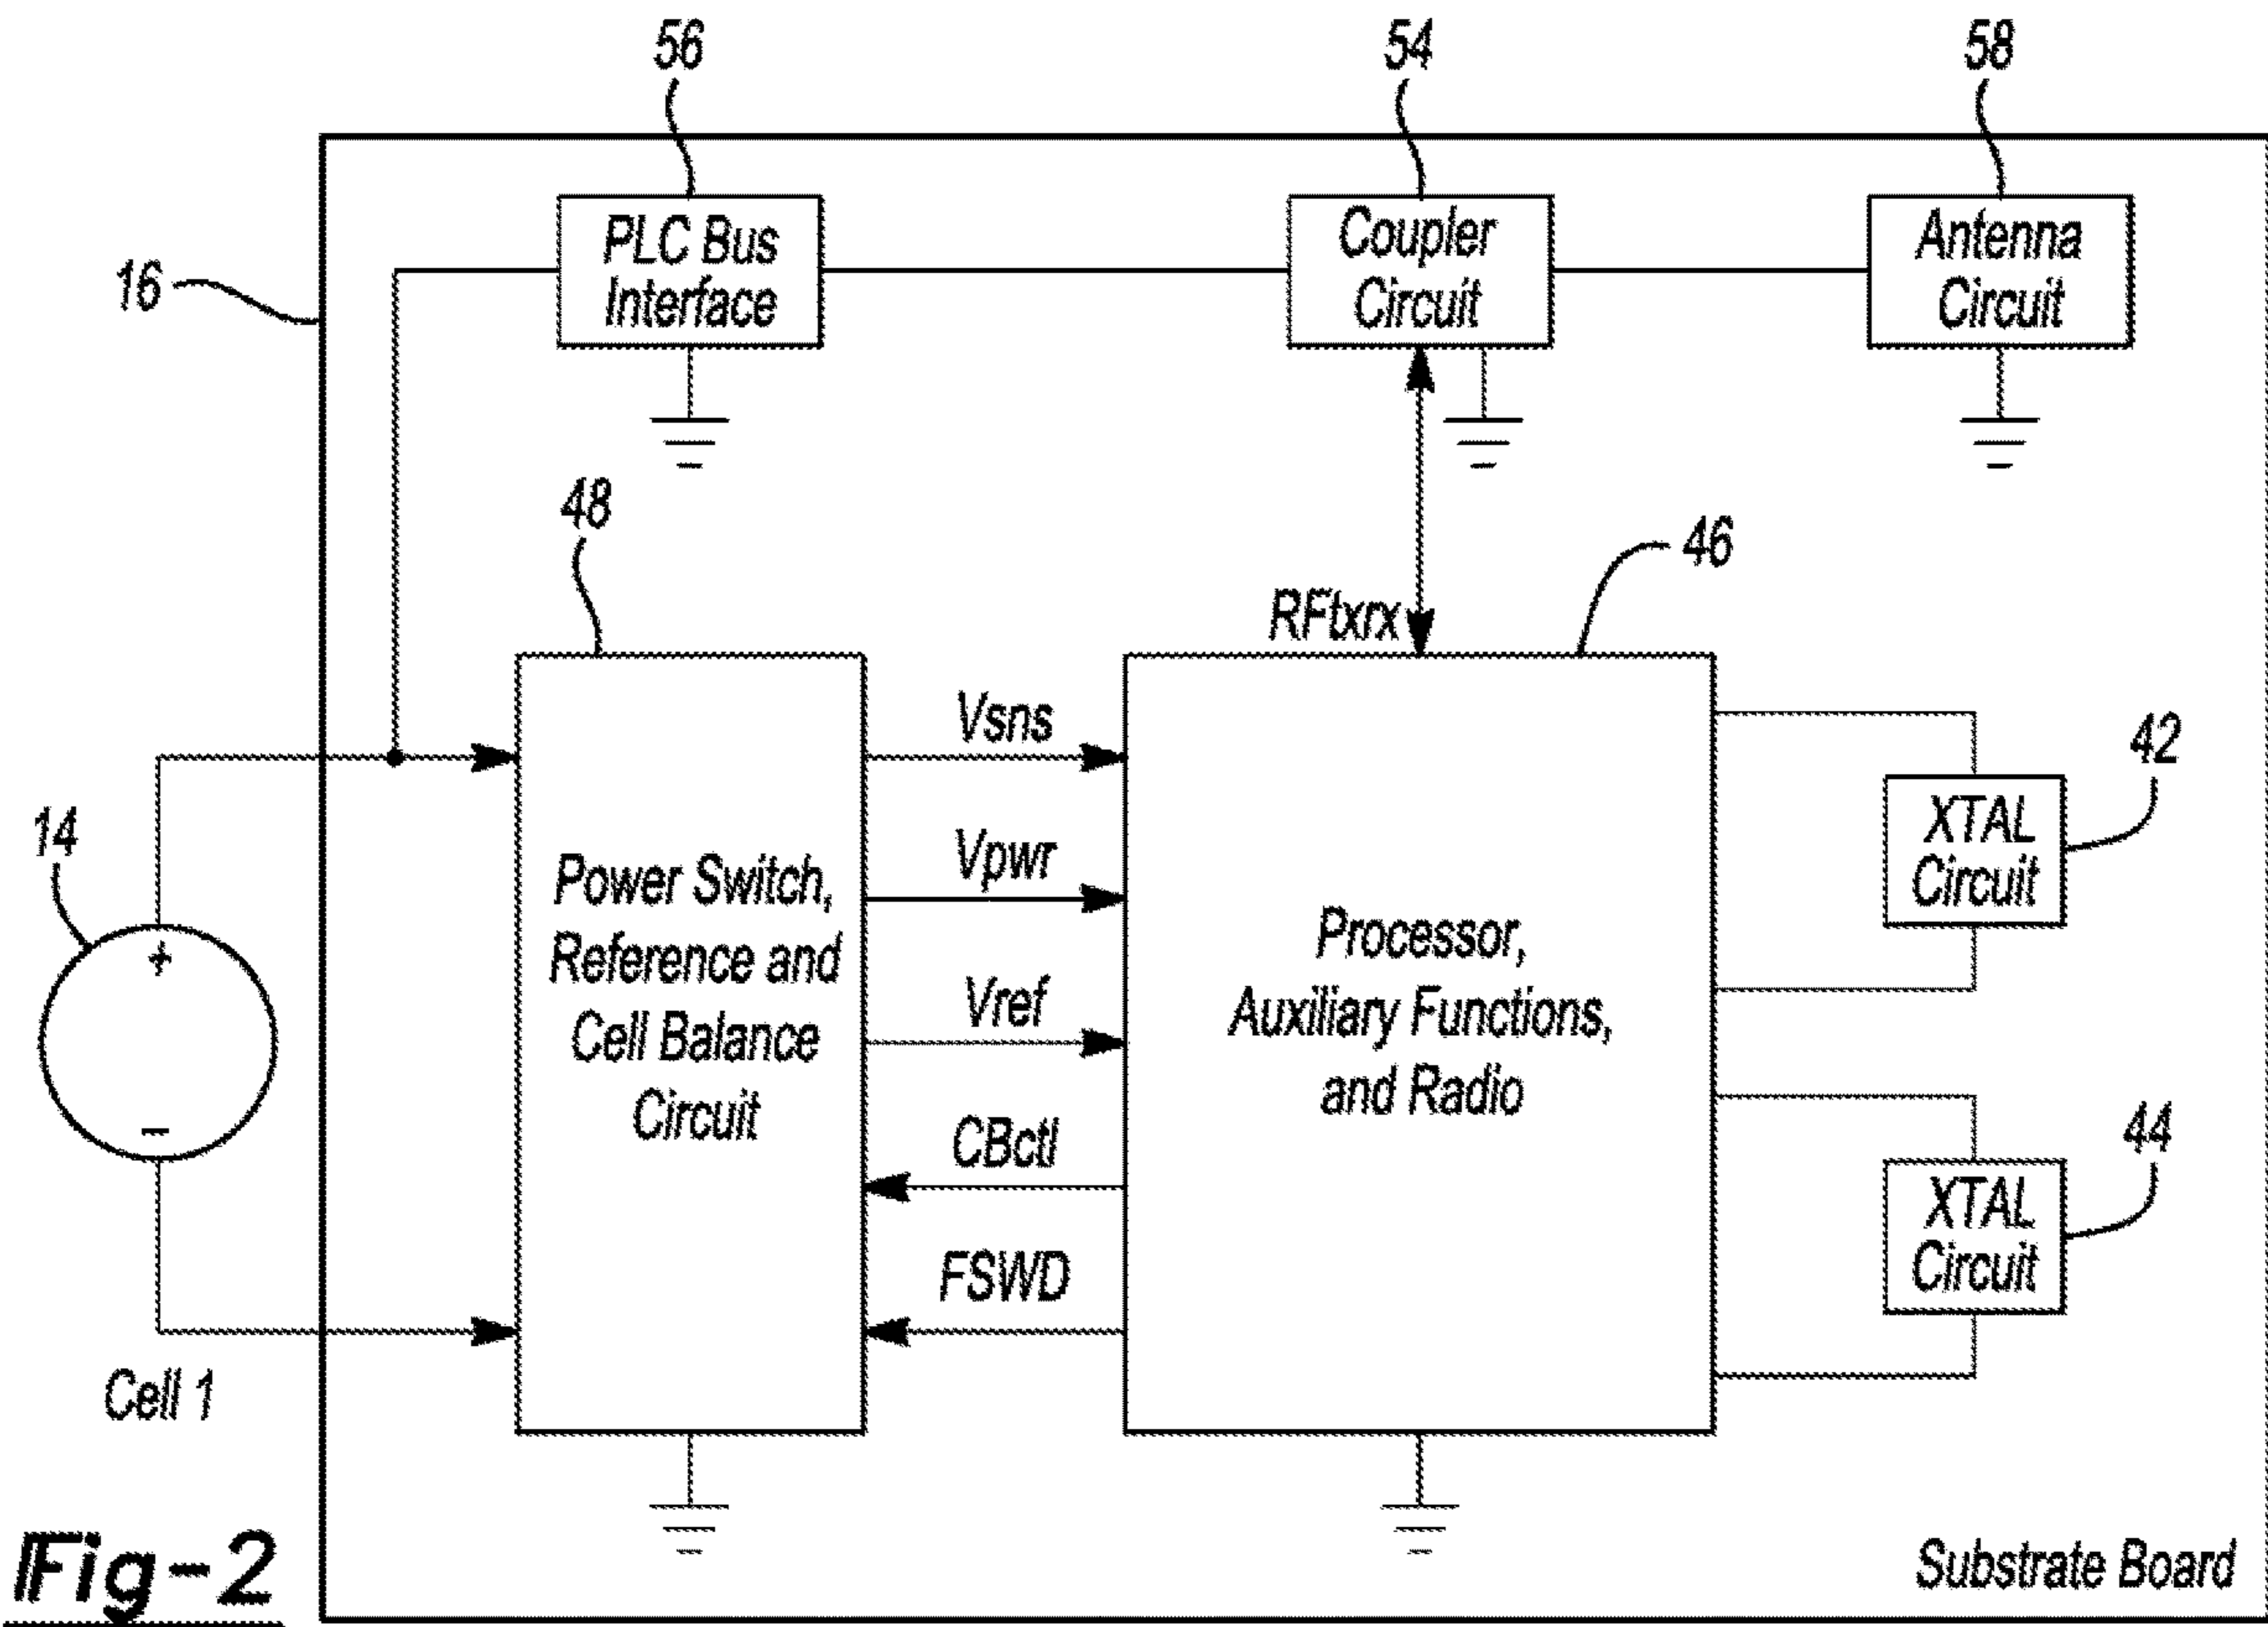 56
54
58
PLC Bus
Interface
Coupler
Circuit
Antenna
Circuit
16
48
46
RFtxrx
Vsns
42
14
+
−
Vpwr
XTAL
Circuit
Power Switch,
Reference and
Cell Balance
Circuit
Processor,
Auxiliary Functions,
and Radio
Vref
CBctl
44
XTAL
Circuit
FSWD
Cell 1
Fig-2
Substrate Board